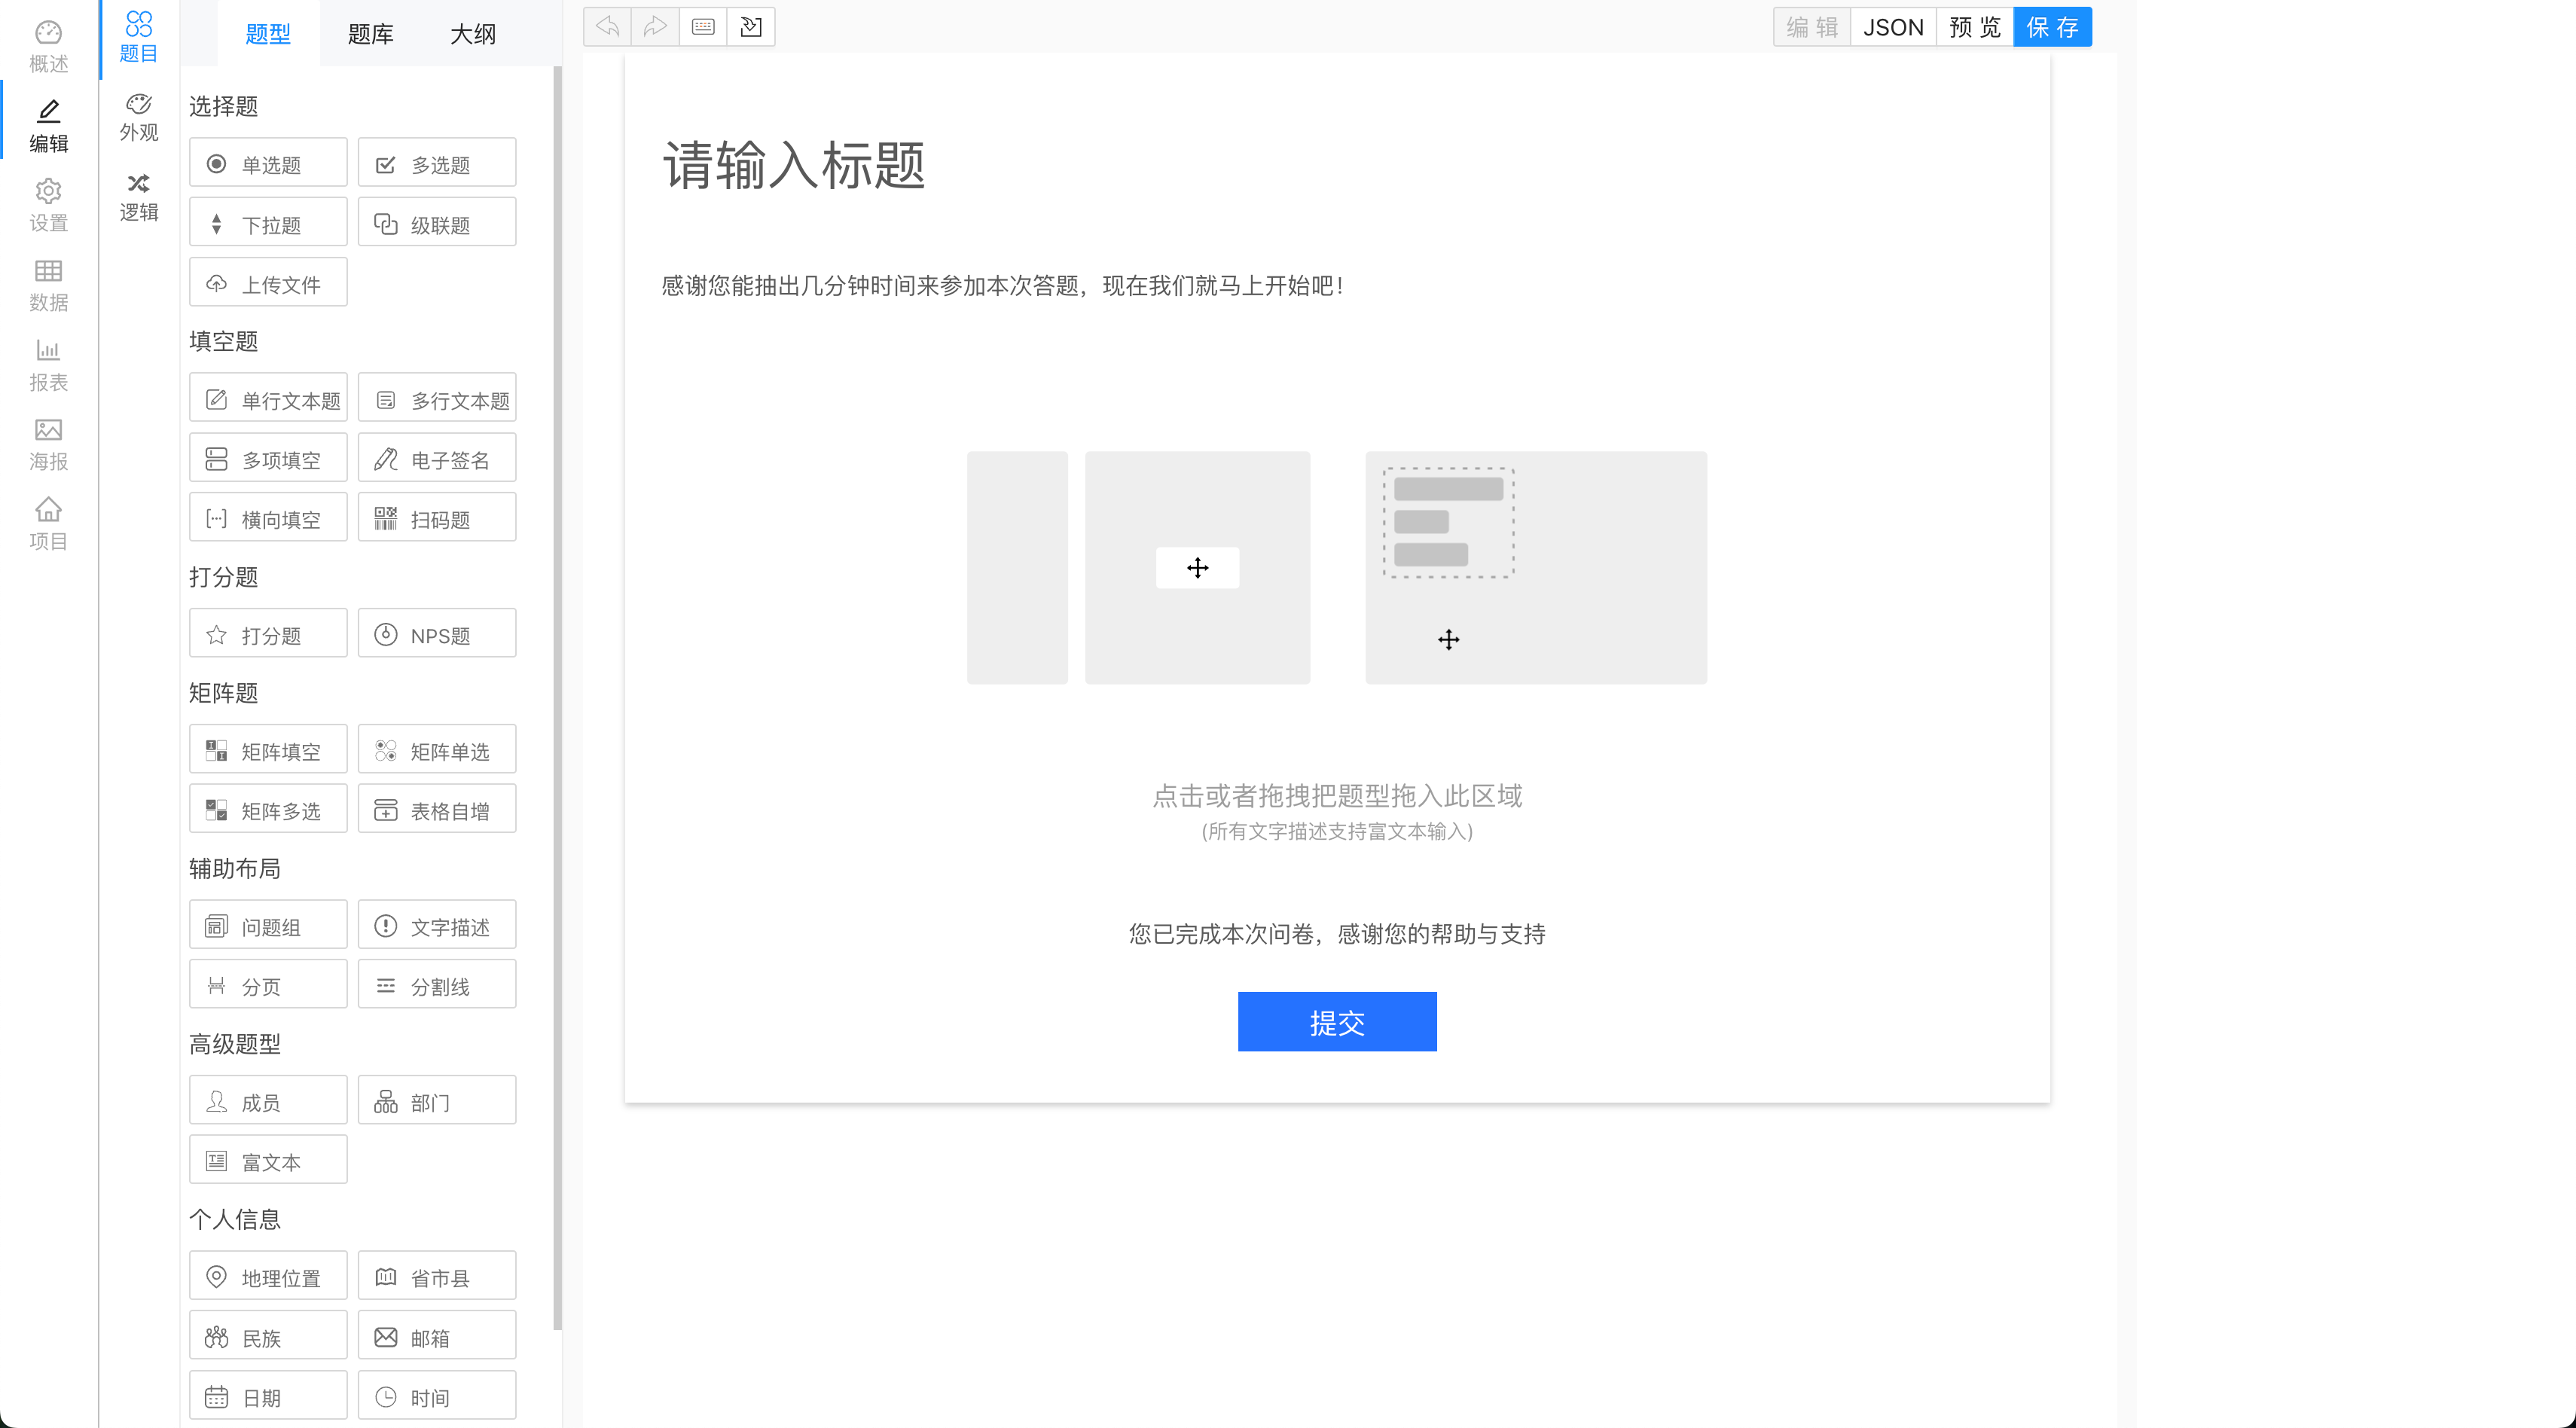 概述
编辑
设置
数据
报表
海报
项目
题目
外观
逻辑
题型 题库 大纲
选择题
单选题 多选题
下拉题 级联题
上传文件
填空题
单行文本题 多行文本题
多项填空 电子签名
横向填空 扫码题
打分题
打分题 NPS题
矩阵题
矩阵填空 矩阵单选
矩阵多选 表格自增
辅助布局
问题组 文字描述
分页 分割线
高级题型
成员 部门
富文本
个人信息
地理位置 省市县
民族 邮箱
日期 时间
编辑 JSON 预览 保存
请输入标题
感谢您能抽出几分钟时间来参加本次答题，现在我们就马上开始吧！
点击或者拖拽把题型拖入此区域
(所有文字描述支持富文本输入)
您已完成本次问卷，感谢您的帮助与支持
提交